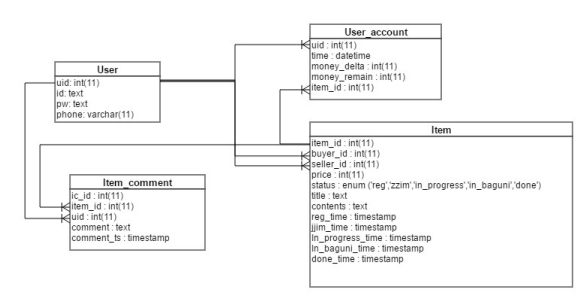 User
uid: int(11)
id: text
pw: text
phone: varchar(11)
User_account
uid : int(11)
time : datetime
money_delta : int(11)
money_remain : int(11)
item_id : int(11)
Item
item_id : int(11)
buyer_id : int(11)
seller_id : int(11)
price : int(11)
status : enum ('reg','zzim','in_progress','in_baguni','done')
title : text
contents : text
reg_time : timestamp
jjim_time : timestamp
In_progress_time : timestamp
In_baguni_time : timestamp
done_time : timestamp
Item_comment
ic_id : int(11)
item_id : int(11)
uid : int(11)
comment : text
comment_ts : timestamp